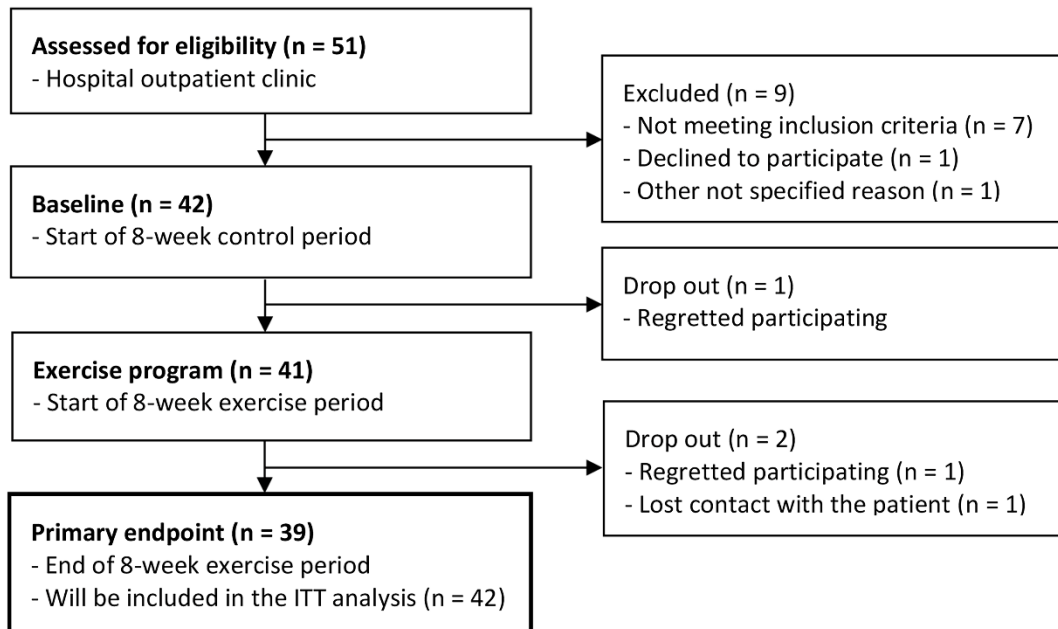 Assessed for eligibility (n = 51)
- Hospital outpatient clinic
Excluded (n = 9)
- Not meeting inclusion criteria (n = 7)
- Declined to participate (n = 1)
- Other not specified reason (n = 1)
Baseline (n = 42)
- Start of 8-week control period
Drop out (n = 1)
- Regretted participating
Exercise program (n = 41)
- Start of 8-week exercise period
Drop out (n = 2)
- Regretted participating (n = 1)
- Lost contact with the patient (n = 1)
Primary endpoint (n = 39)
- End of 8-week exercise period
- Will be included in the ITT analysis (n = 42)